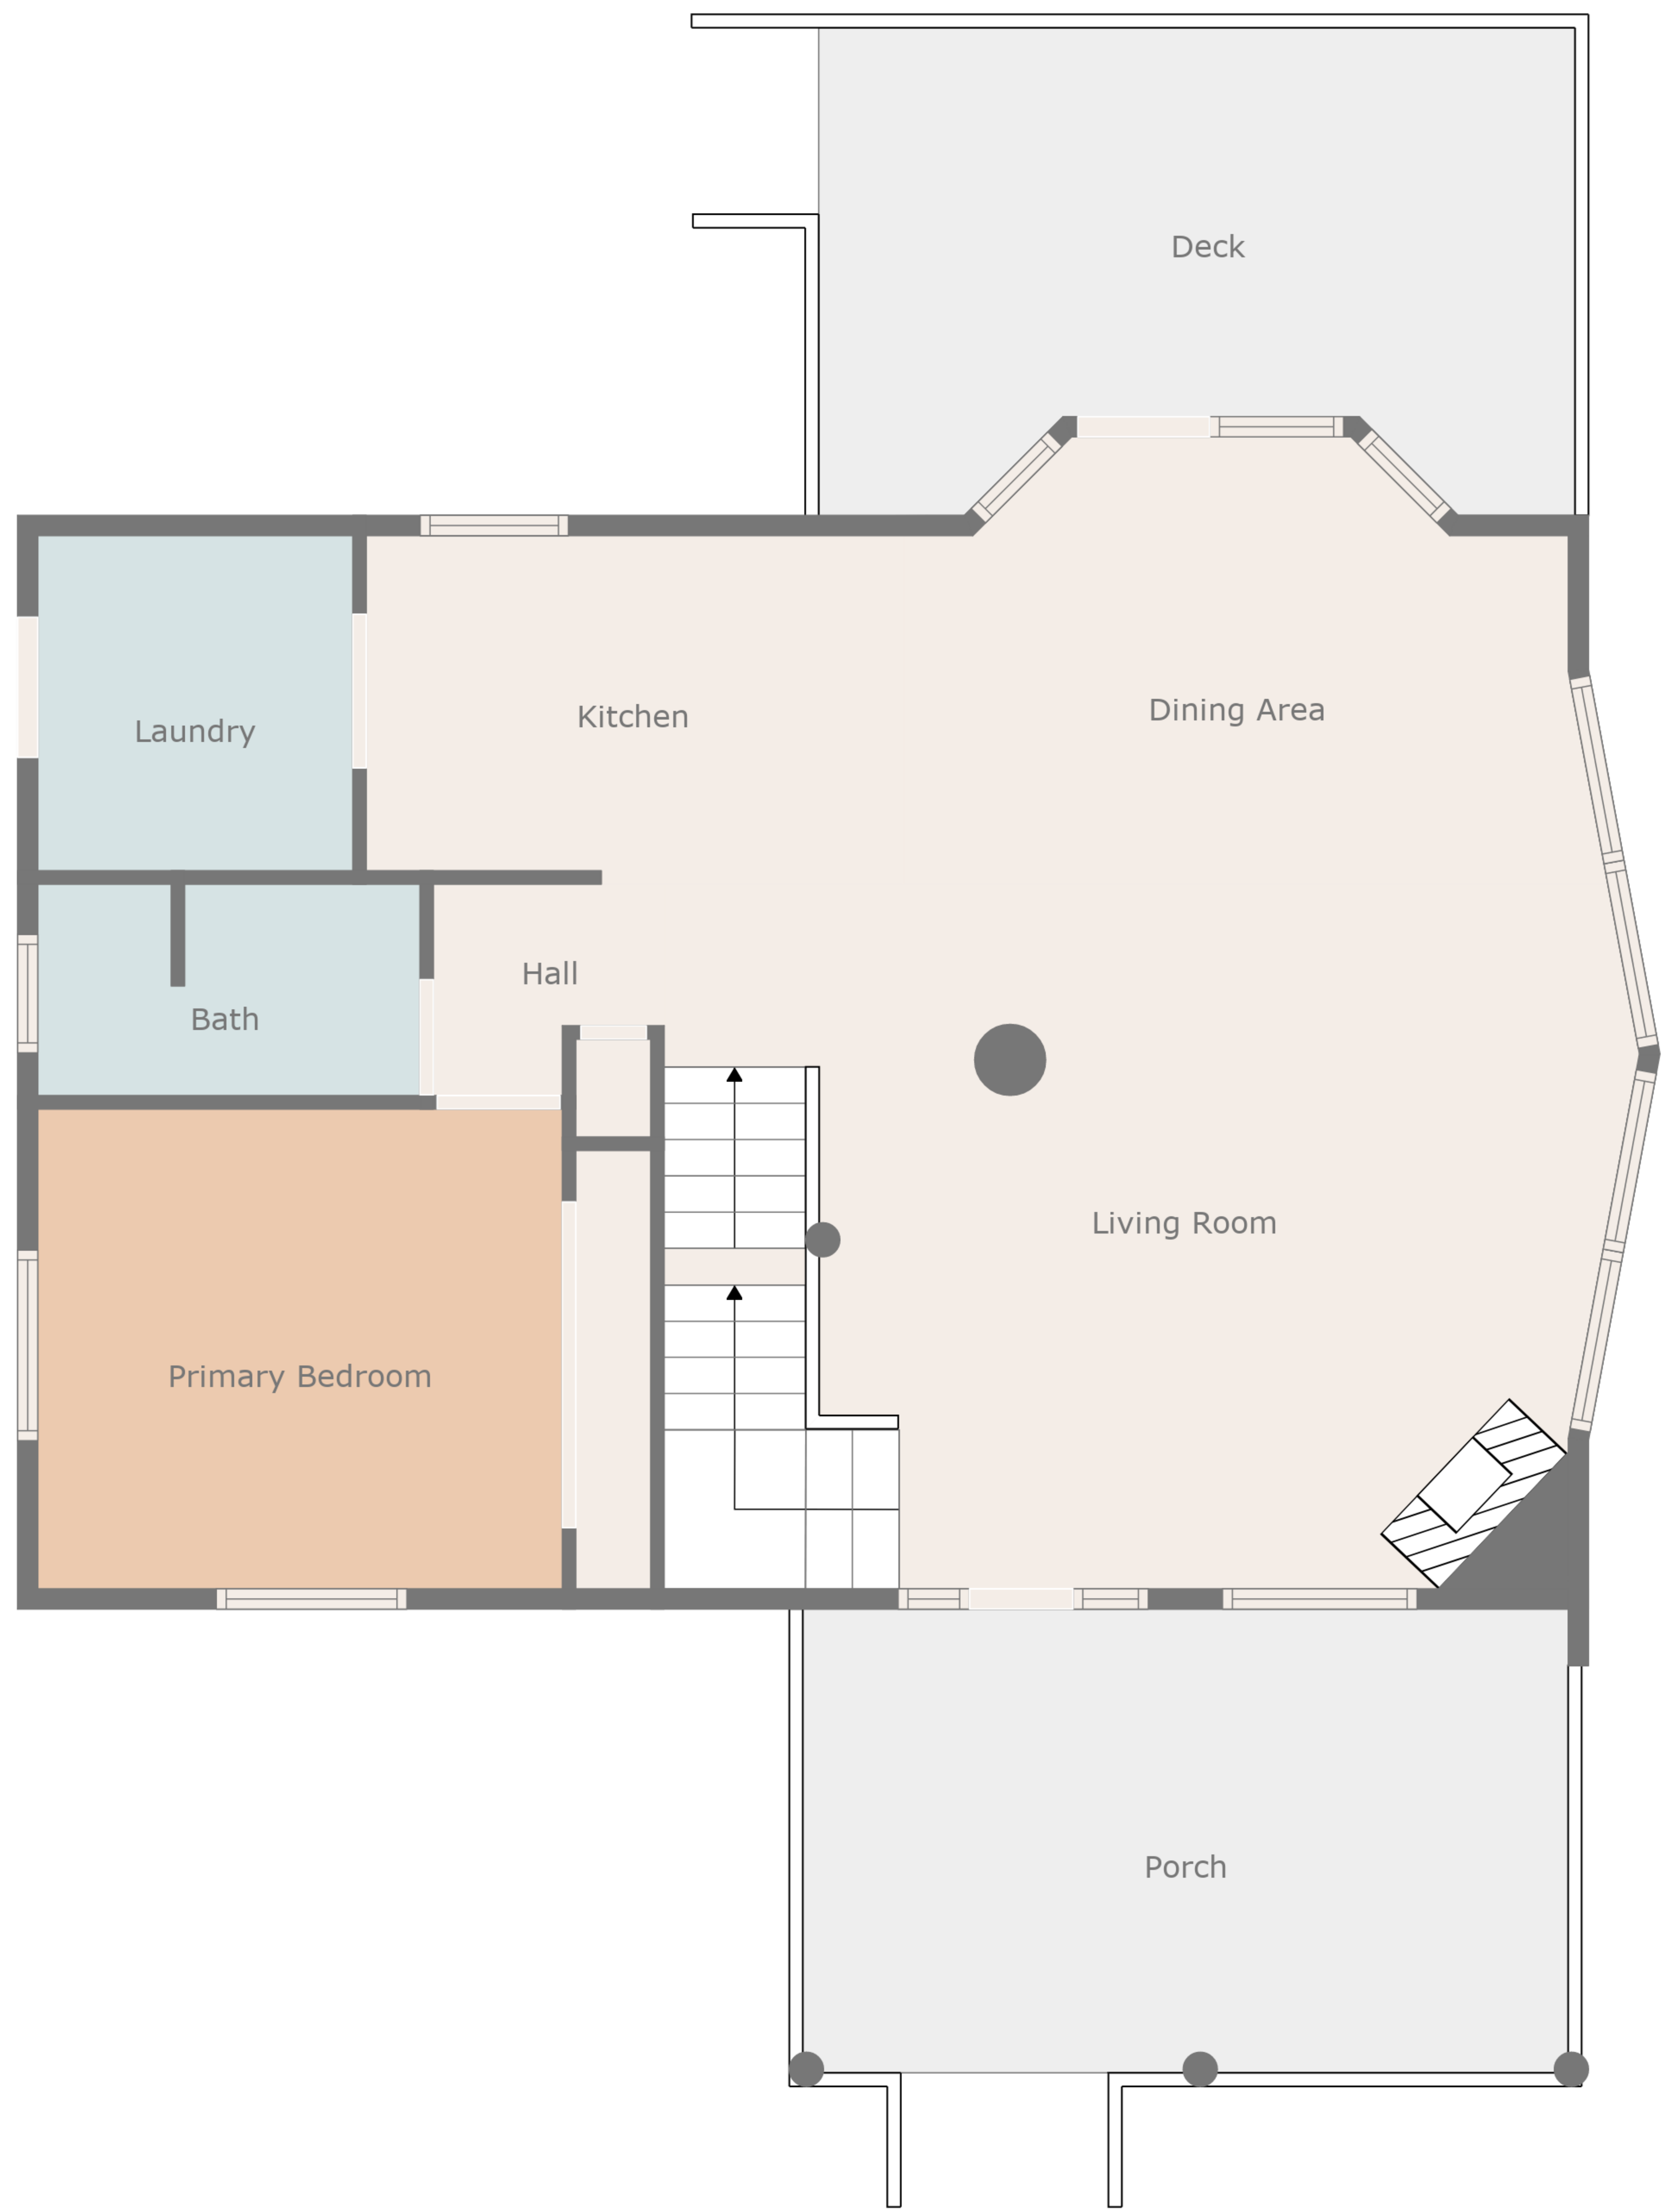 Deck
Laundry
Kitchen
Dining Area
Hall
Bath
Living Room
Primary Bedroom
Porch